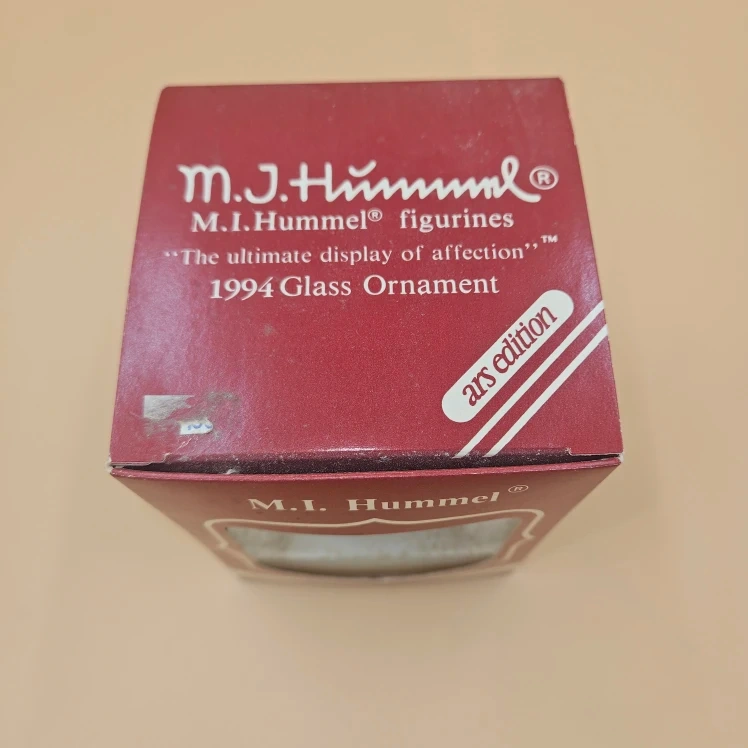 M.J.Hummel®
M.I.Hummel® figurines
"The ultimate display of affection"™
1994 Glass Ornament
ars edition
M.I. Hummel®